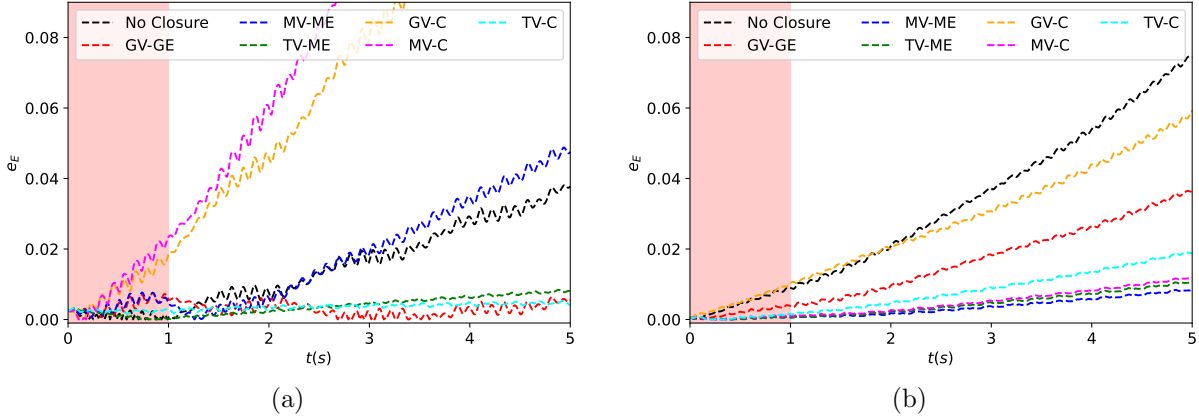 No Closure MV-ME GV-C TV-C
GV-GE TV-ME MV-C
0.08
0.06
0.04
0.02
0.00
e_E
0 1 2 3 4 5
t(s)
(a)
No Closure MV-ME GV-C TV-C
GV-GE TV-ME MV-C
0.08
0.06
0.04
0.02
0.00
e_E
0 1 2 3 4 5
t(s)
(b)